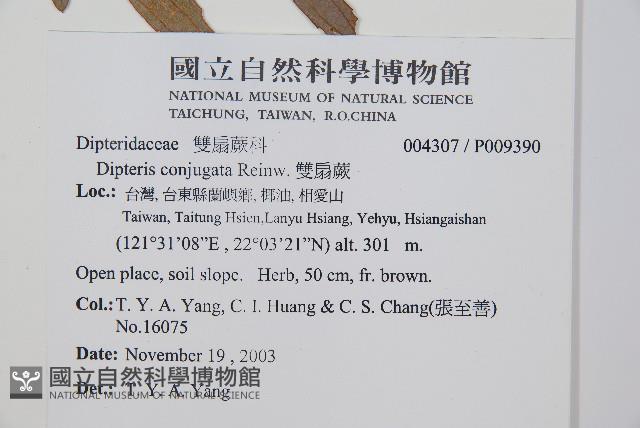 國立自然科學博物館
NATIONAL MUSEUM OF NATURAL SCIENCE
TAICHUNG, TAIWAN, R.O.CHINA
Dipteridaceae 雙扇蕨科 004307 / P009390
Dipteris conjugata Reinw. 雙扇蕨
Loc.: 台灣, 台東縣蘭嶼鄉, 椰油, 相愛山
Taiwan, Taitung Hsien,Lanyu Hsiang, Yehyu, Hsiangaishan
(121°31'08”E , 22°03'21”N) alt. 301 m.
Open place, soil slope. Herb, 50 cm, fr. brown.
Col.: T. Y. A. Yang, C. I. Huang & C. S. Chang(張至善)
No.16075
Date: November 19 , 2003
Det.: T. Y. A. Yang
國立自然科學博物館
NATIONAL MUSEUM OF NATURAL SCIENCE